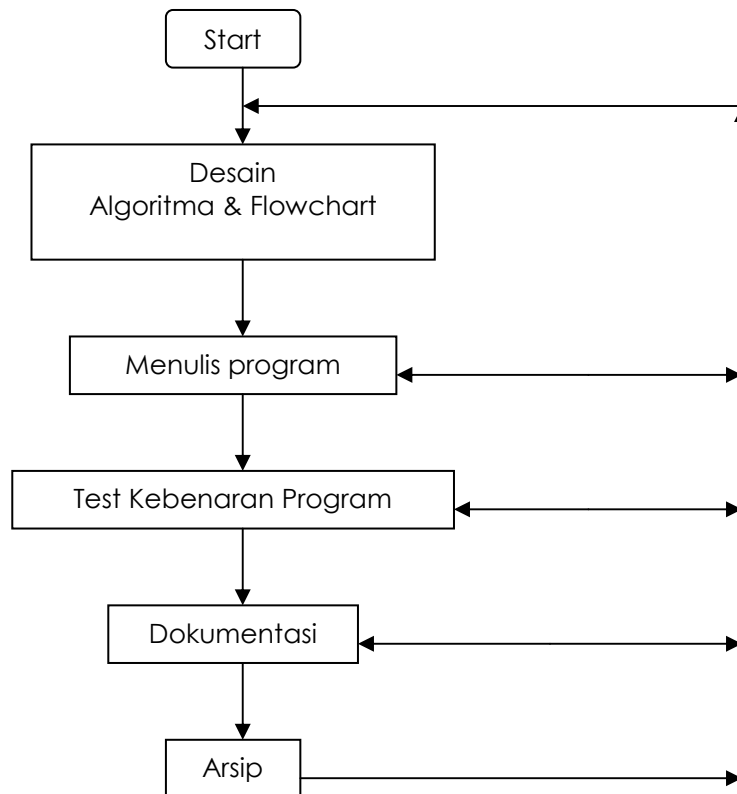 Start
Desain
Algoritma & Flowchart
Menulis program
Test Kebenaran Program
Dokumentasi
Arsip